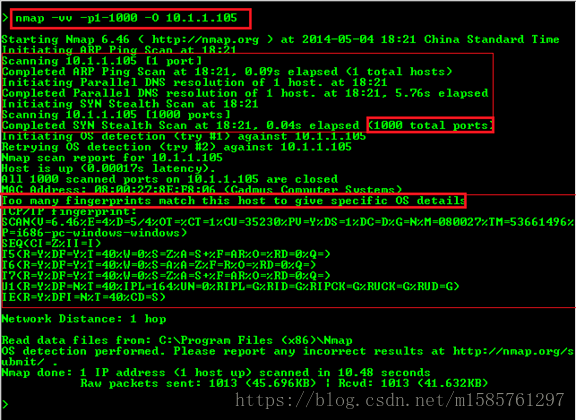 > nmap -vv -p1-1000 -O 10.1.1.105
Starting Nmap 6.46 ( http://nmap.org ) at 2014-05-04 18:21 China Standard Time
Initiating ARP Ping Scan at 18:21
Scanning 10.1.1.105 [1 port]
Completed ARP Ping Scan at 18:21, 0.09s elapsed (1 total hosts)
Initiating Parallel DNS resolution of 1 host. at 18:21
Completed Parallel DNS resolution of 1 host. at 18:21, 5.76s elapsed
Initiating SYN Stealth Scan at 18:21
Scanning 10.1.1.105 [1000 ports]
Completed SYN Stealth Scan at 18:21, 0.04s elapsed (1000 total ports)
Initiating OS detection (try #1) against 10.1.1.105
Retrying OS detection (try #2) against 10.1.1.105
Nmap scan report for 10.1.1.105
Host is up (0.00017s latency).
All 1000 scanned ports on 10.1.1.105 are closed
MAC Address: 08:00:27:8E:F8:06 (Cadmus Computer Systems)
Too many fingerprints match this host to give specific OS details
TCP/IP fingerprint:
SCAN(V=6.46%E=4%D=5/4%OT=%CT=1%CU=35230%PV=Y%DS=1%DC=D%G=N%M=080027%TM=53661496%
P=i686-pc-windows-windows)
SEQ(CI=Z%II=I)
T5(R=Y%DF=Y%T=40%W=0%S=Z%A=S+%F=AR%O=%RD=0%Q=)
T6(R=Y%DF=Y%T=40%W=0%S=A%A=Z%F=R%O=%RD=0%Q=)
T7(R=Y%DF=Y%T=40%W=0%S=Z%A=S+%F=AR%O=%RD=0%Q=)
U1(R=Y%DF=N%T=40%IPL=164%UN=0%RIPL=G%RID=G%RIPCK=G%RUCK=G%RUD=G)
IE(R=Y%DFI=N%T=40%CD=S)
Network Distance: 1 hop
Read data files from: C:\Program Files (x86)\Nmap
OS detection performed. Please report any incorrect results at http://nmap.org/s
ubmit/ .
Nmap done: 1 IP address (1 host up) scanned in 10.48 seconds
Raw packets sent: 1013 (45.696KB) | Rcvd: 1013 (41.632KB)
>
https://blog.csdn.net/m1585761297